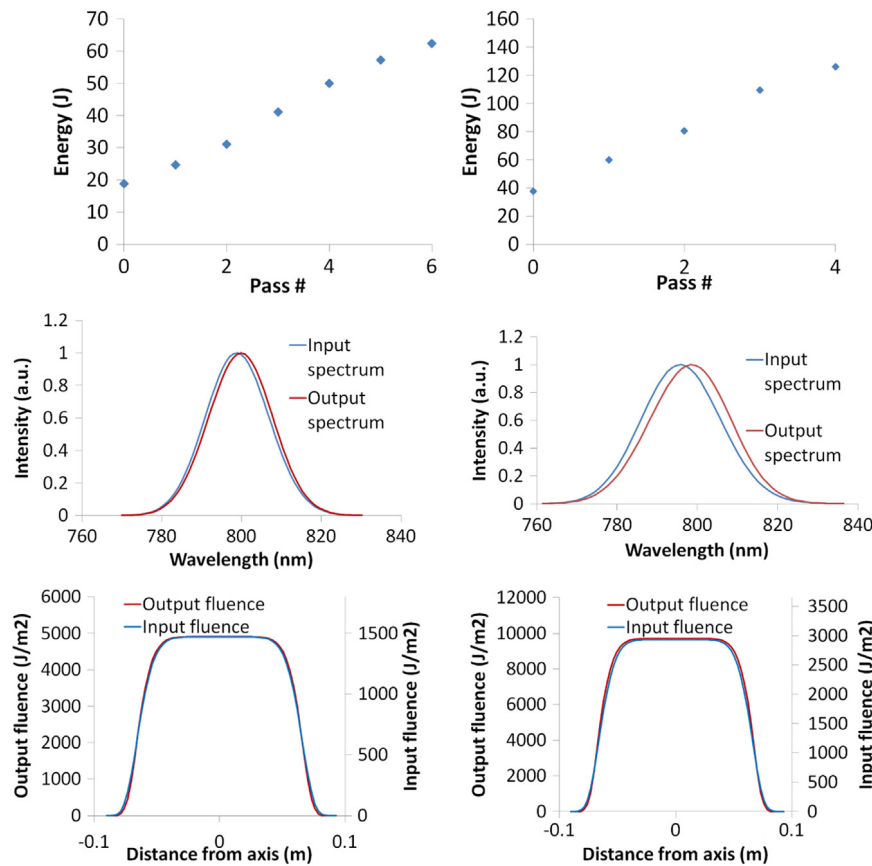 70
60
50
40
30
20
10
0
Energy (J)
0 2 4 6
Pass #
160
140
120
100
80
60
40
20
0
Energy (J)
0 2 4
Pass #
1.2
1
0.8
0.6
0.4
0.2
0
Intensity (a.u.)
Input
spectrum
Output
spectrum
760 780 800 820 840
Wavelength (nm)
1.2
1
0.8
0.6
0.4
0.2
0
Intensity (a.u.)
Input
spectrum
Output
spectrum
760 780 800 820 840
Wavelength (nm)
6000
5000
4000
3000
2000
1000
0
Output fluence (J/m2)
Output fluence
Input fluence
1500
1000
500
0
Input fluence (J/m2)
-0.1 0 0.1
Distance from axis (m)
12000
10000
8000
6000
4000
2000
0
Output fluence (J/m2)
Output fluence
Input fluence
3500
3000
2500
2000
1500
1000
500
0
Input fluence (J/m2)
-0.1 0 0.1
Distance from axis (m)